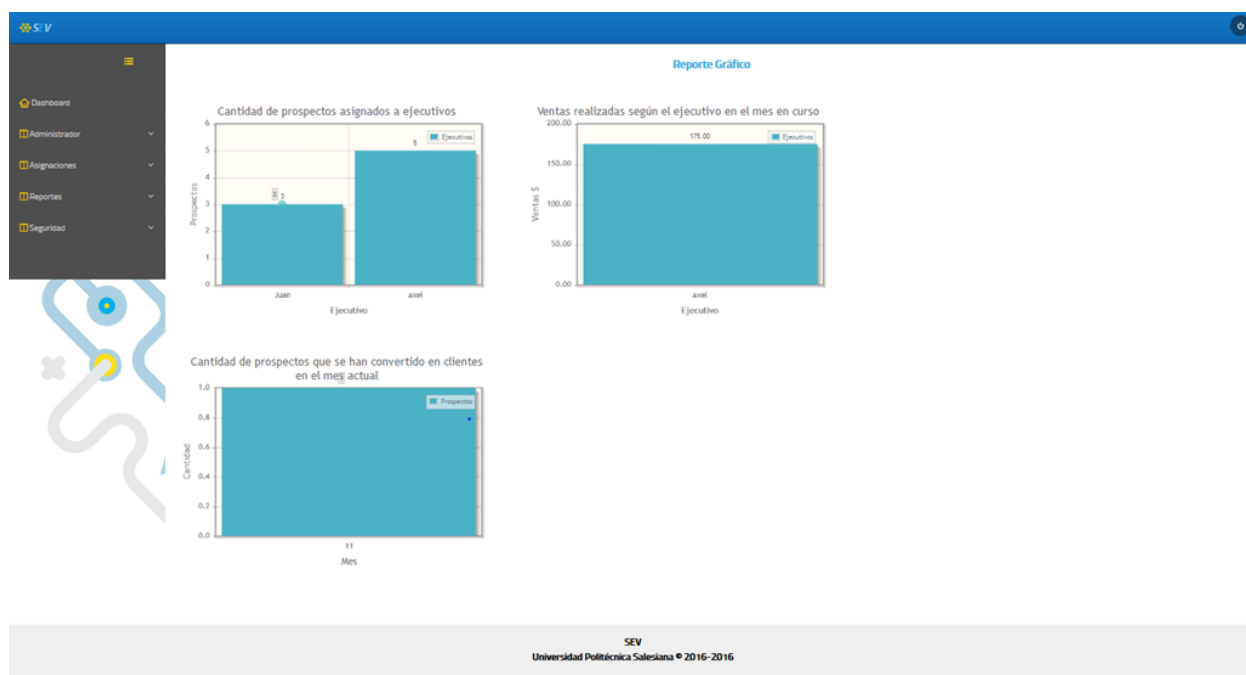 SEV
Reporte Gráfico
Dashboard
Administrador
Asignaciones
Reportes
Seguridad
Cantidad de prospectos asignados a ejecutivos
6
5
4
3
2
1
0
Prospectos
Ejecutivos
3
5
Juan
axel
Ejecutivo
Ventas realizadas según el ejecutivo en el mes en curso
200.00
150.00
100.00
50.00
0.00
Ventas $
175.00
Ejecutivos
axel
Ejecutivo
Cantidad de prospectos que se han convertido en clientes
en el mes actual
1.0
0.8
0.6
0.4
0.2
0.0
Cantidad
Prospectos
11
Mes
SEV
Universidad Politécnica Salesiana © 2016-2016